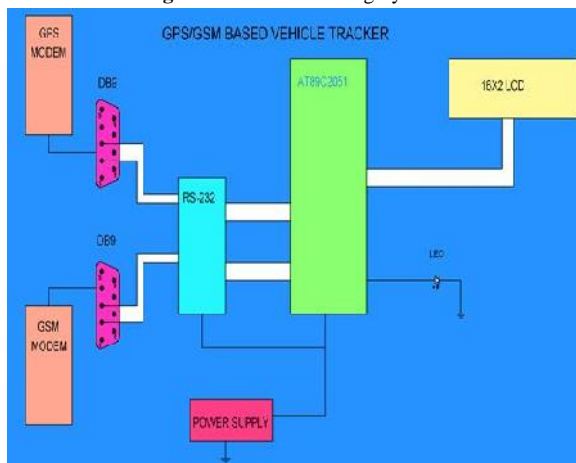 GPS/GSM BASED VEHICLE TRACKER
GPS
MODEM
DB9
AT89C2051
16X2 LCD
RS-232
DB9
LED
GSM
MODEM
POWER SUPPLY